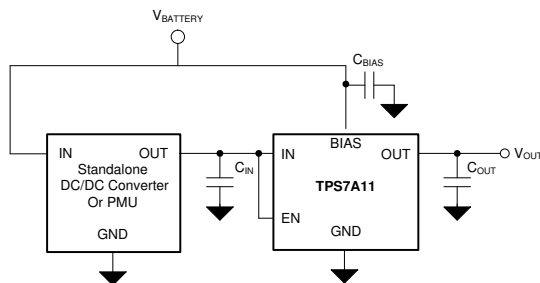 VBATTERY
CBIAS
IN
OUT
Standalone
DC/DC Converter
Or PMU
GND
CIN
IN
BIAS
OUT
TPS7A11
EN
GND
COUT
VOUT